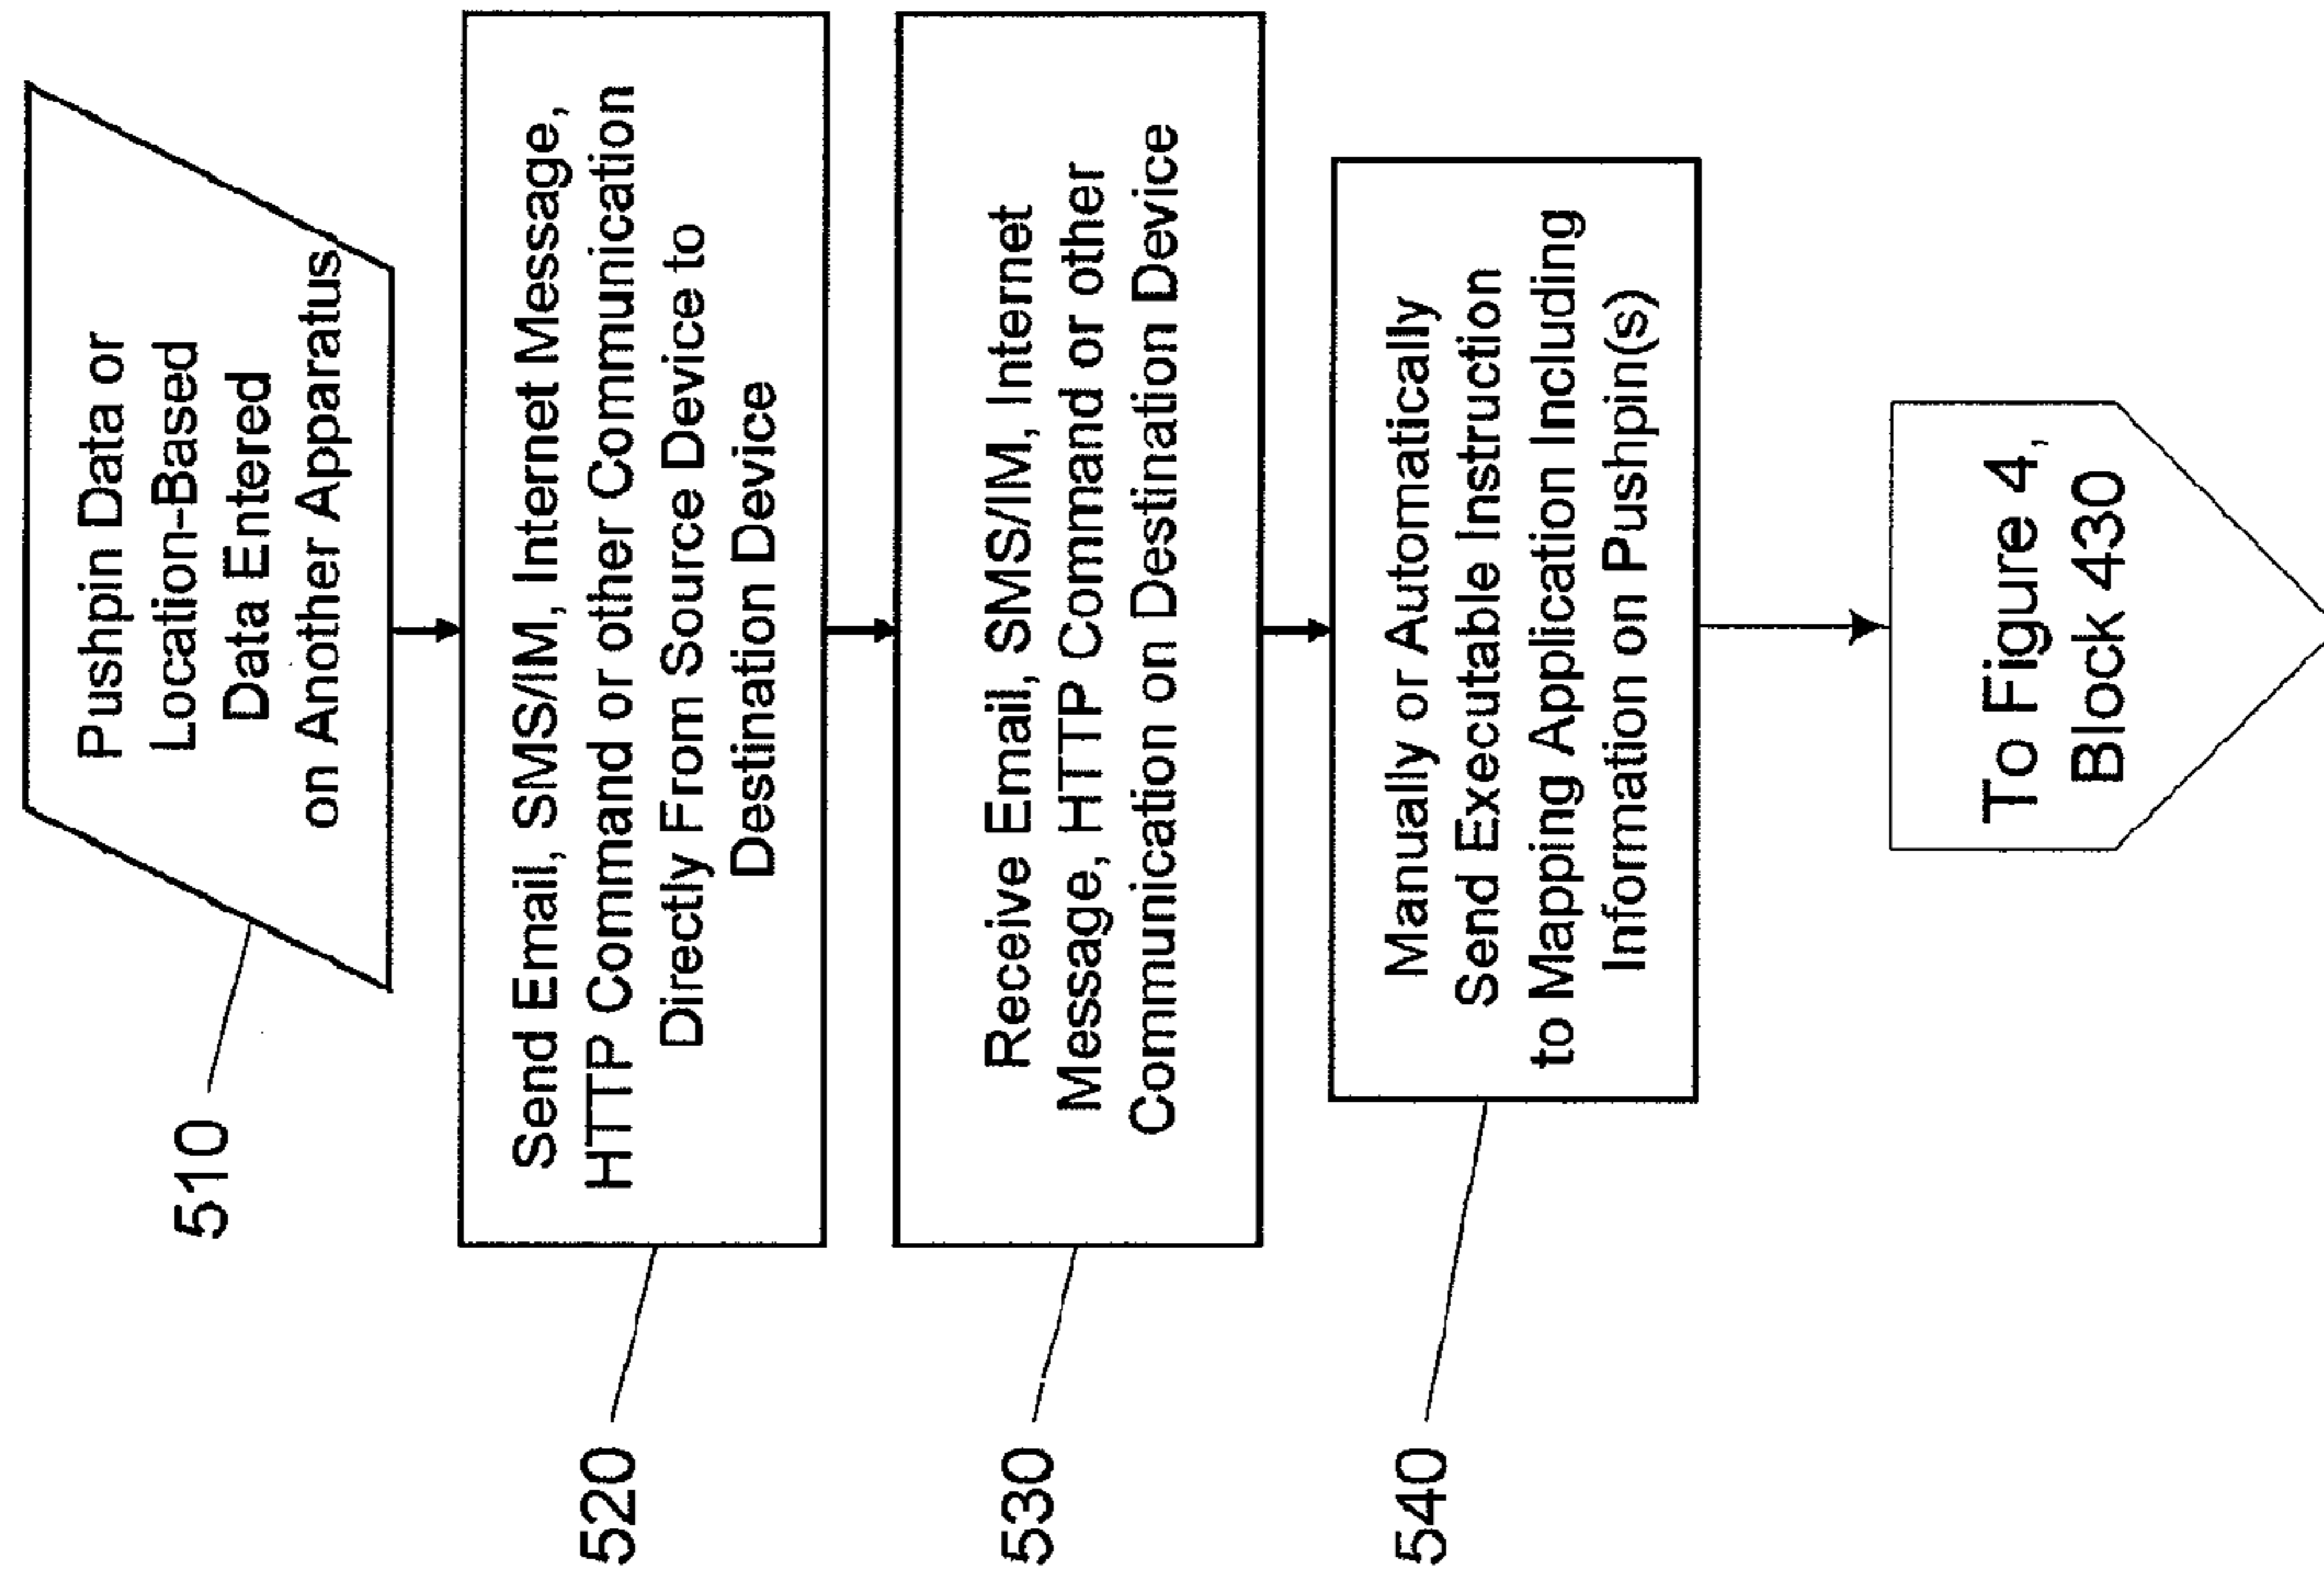 Pushpin Data or
Location-Based
Data Entered
on Another Apparatus
510
Send Email, SMS/IM, Internet Message,
HTTP Command or other Communication
Directly From Source Device to
Destination Device
520
Receive Email, SMS/IM, Internet
Message, HTTP Command or other
Communication on Destination Device
530
Manually or Automatically
Send Executable Instruction
to Mapping Application Including
Information on Pushpin(s)
540
To Figure 4,
Block 430